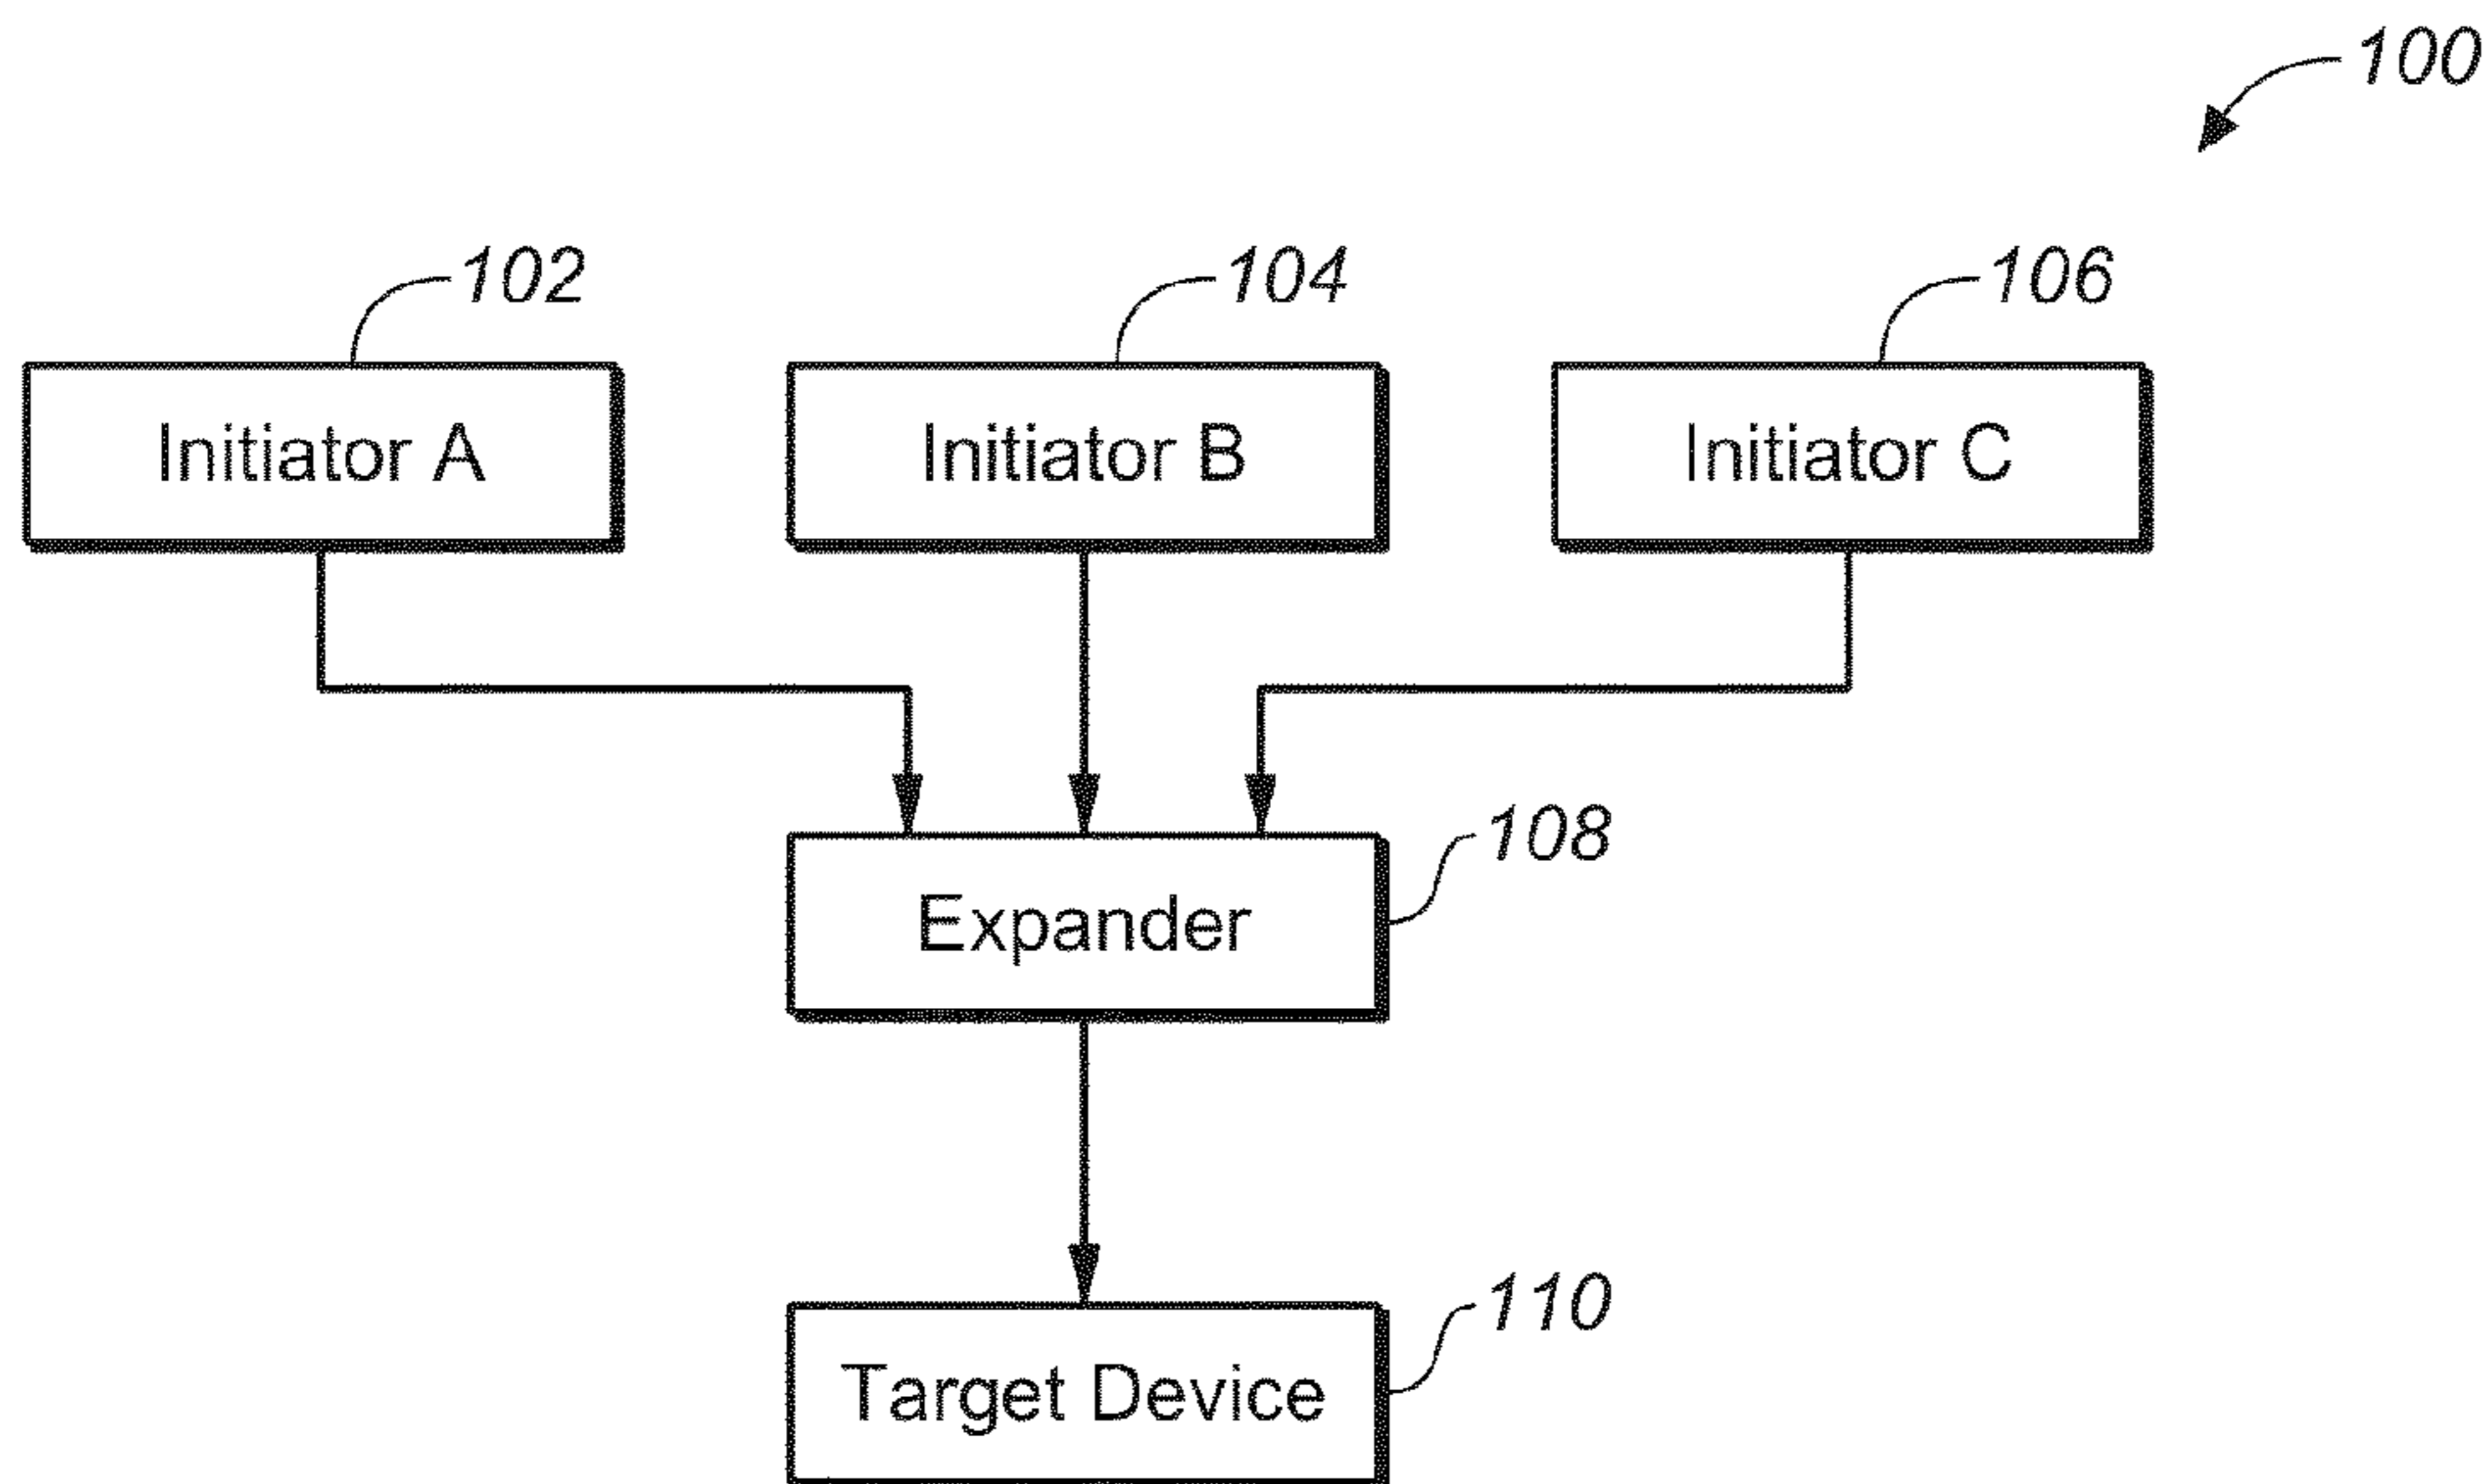 100
102
104
106
Initiator A
Initiator B
Initiator C
108
Expander
110
Target Device